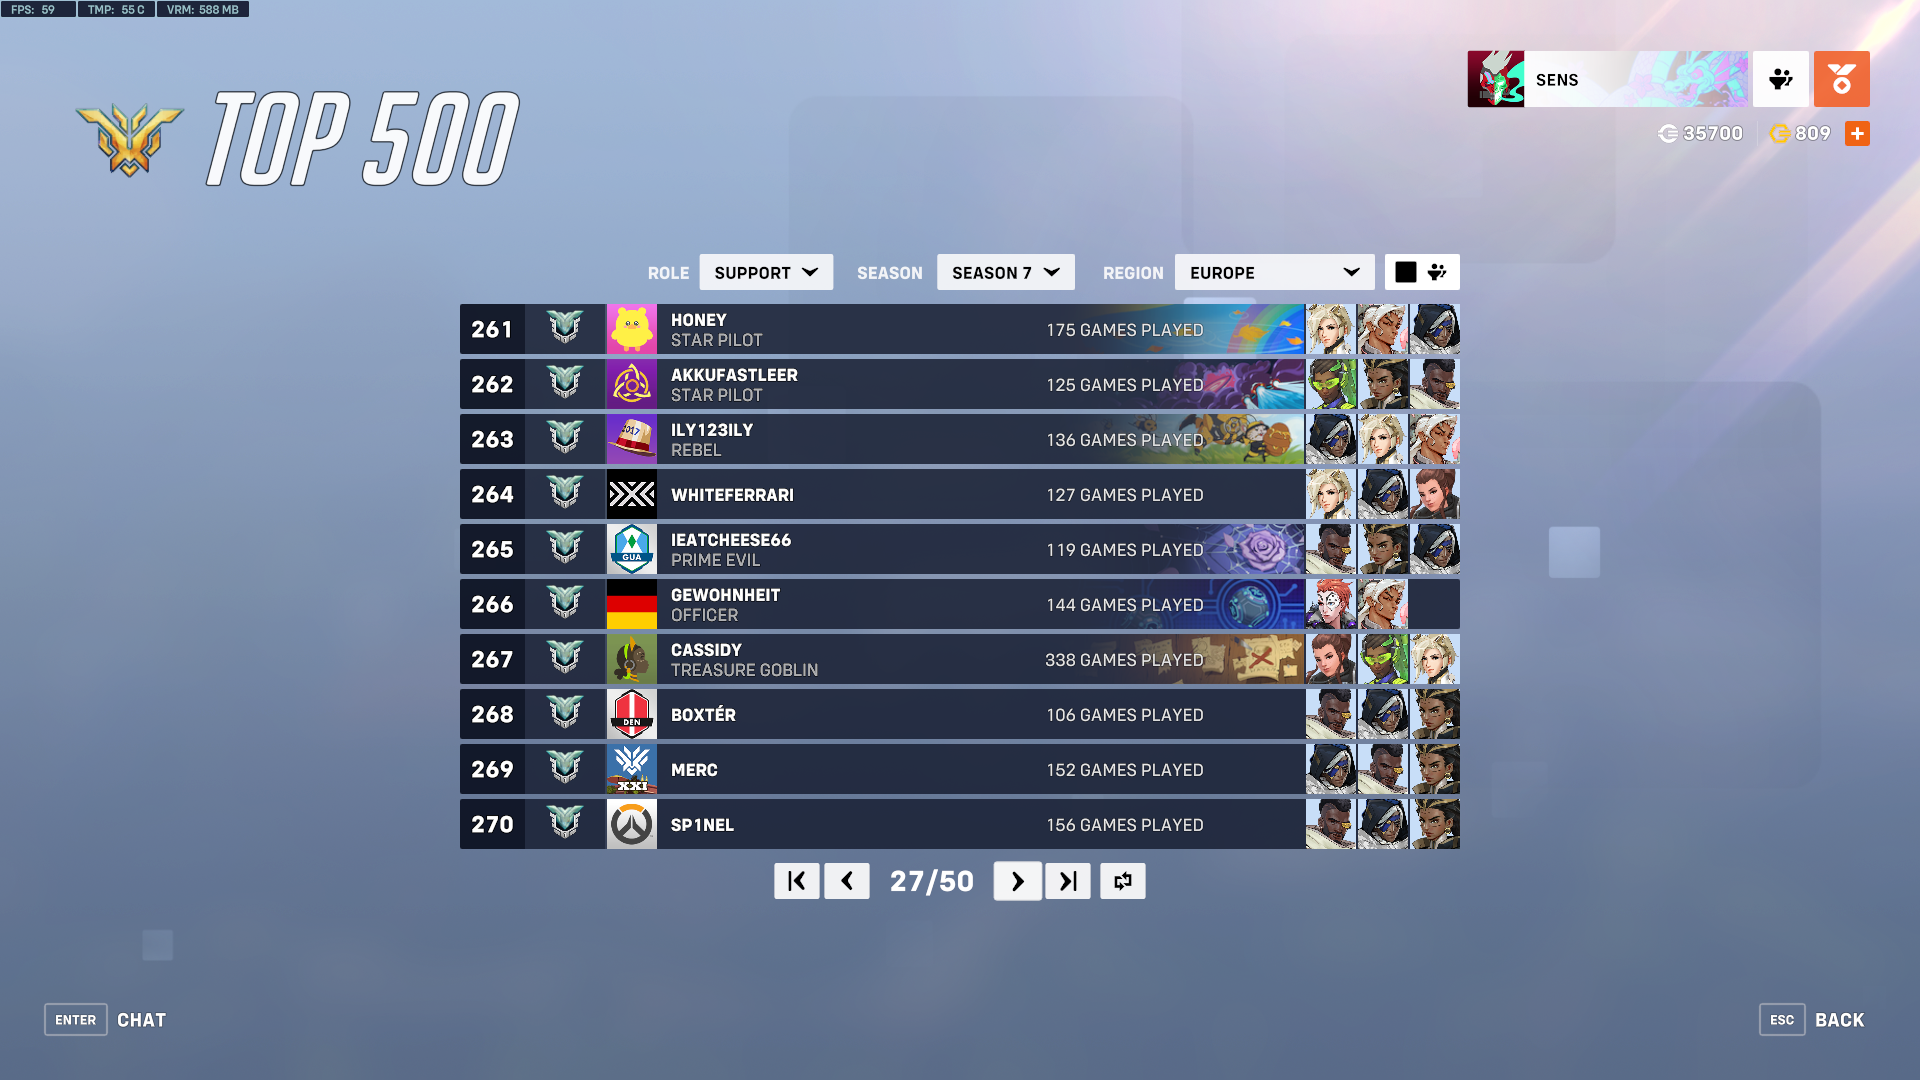 FPS: 59 TMP: 55 C VRM: 588 MB
TOP 500
SENS
35700 809
ROLE SUPPORT SEASON SEASON 7 REGION EUROPE
261 HONEY STAR PILOT 175 GAMES PLAYED
262 AKKUFASTLEER STAR PILOT 125 GAMES PLAYED
263 2017 ILY123ILY REBEL 136 GAMES PLAYED
264 WHITEFERRARI 127 GAMES PLAYED
265 GUA IEATCHEESE66 PRIME EVIL 119 GAMES PLAYED
266 GEWOHNHEIT OFFICER 144 GAMES PLAYED
267 CASSIDY TREASURE GOBLIN 338 GAMES PLAYED
268 DEN BOXTÉR 106 GAMES PLAYED
269 XXI MERC 152 GAMES PLAYED
270 SP1NEL 156 GAMES PLAYED
27/50
ENTER CHAT
ESC BACK